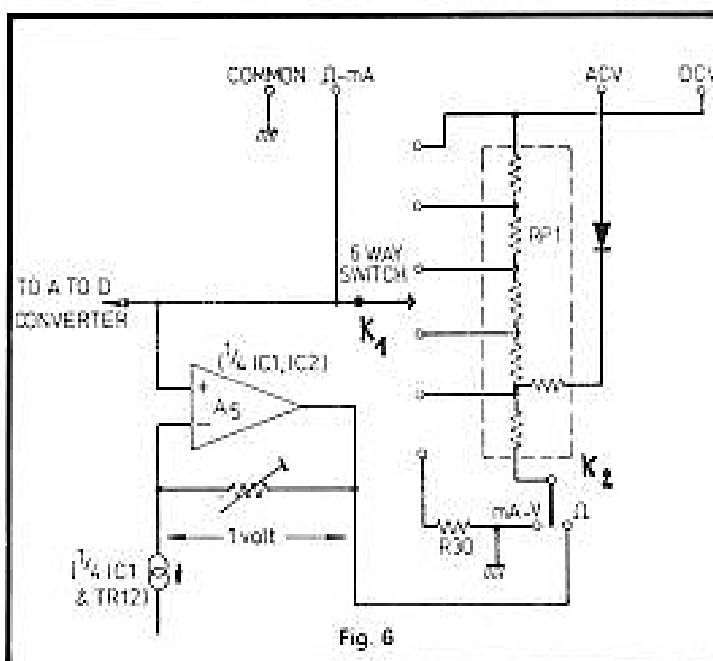 COMMON Ω-mA
ACV DCV
RP1
6 WAY
SWITCH
TO A TO D
CONVERTER
K1
(1/4 IC1, IC2)
+
A5
−
K2
mA-V Ω
1 volt
R30
(1/4 IC1
& TR12)
Fig. 6